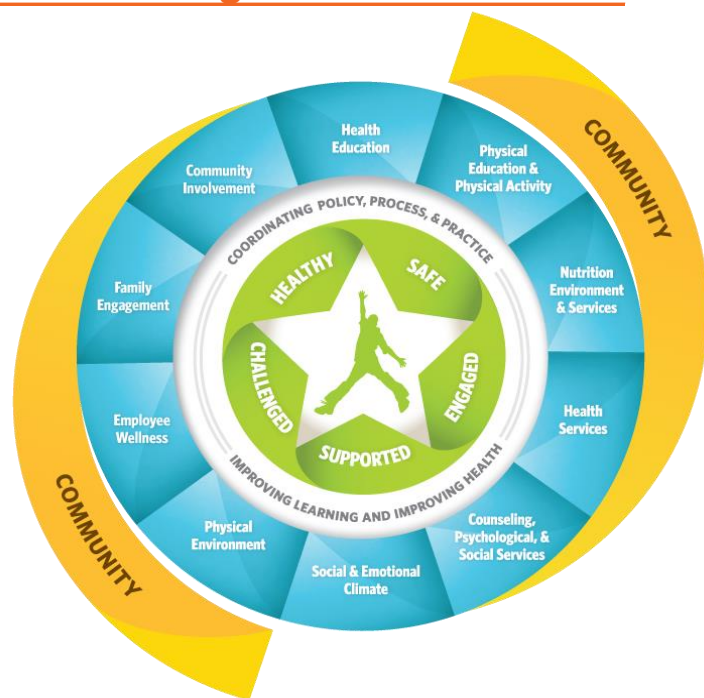 COMMUNITY
Health
Education
Physical
Education &
Physical Activity
Nutrition
Environment
& Services
Health
Services
Counseling,
Psychological, &
Social Services
Social & Emotional
Climate
Physical
Environment
Employee
Wellness
Family
Engagement
Community
Involvement
COORDINATING POLICY, PROCESS, & PRACTICE
IMPROVING LEARNING AND IMPROVING HEALTH
HEALTHY
SAFE
ENGAGED
SUPPORTED
CHALLENGED
COMMUNITY